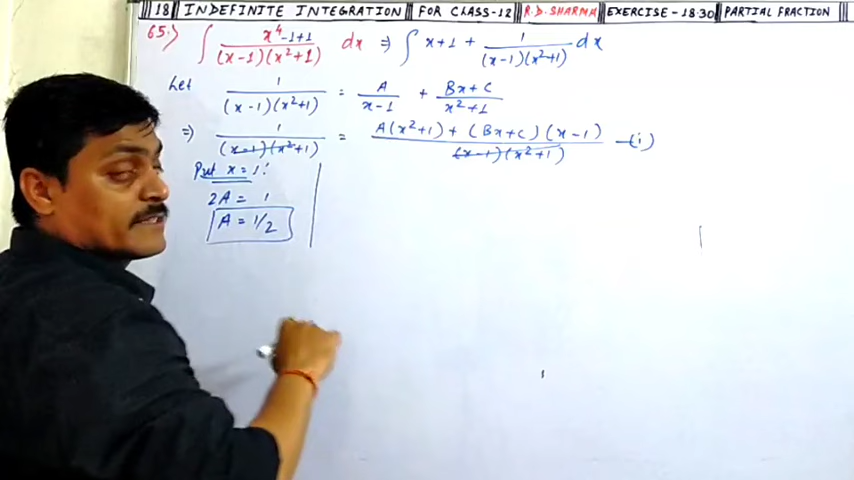 18 INDEFINITE INTEGRATION FOR CLASS-12 R.D. SHARMA EXERCISE - 18.30 PARTIAL FRACTION
65.) ∫ (x⁴-1+1)/((x-1)(x²+1)) dx ⇒ ∫ x+1 + 1/((x-1)(x²+1)) dx
Let 1/((x-1)(x²+1)) = A/(x-1) + (Bx+C)/(x²+1)
⇒ 1/((x-1)(x²+1)) = (A(x²+1) + (Bx+C)(x-1))/((x-1)(x²+1)) —(i)
Put x = 1:
2A = 1
A = 1/2